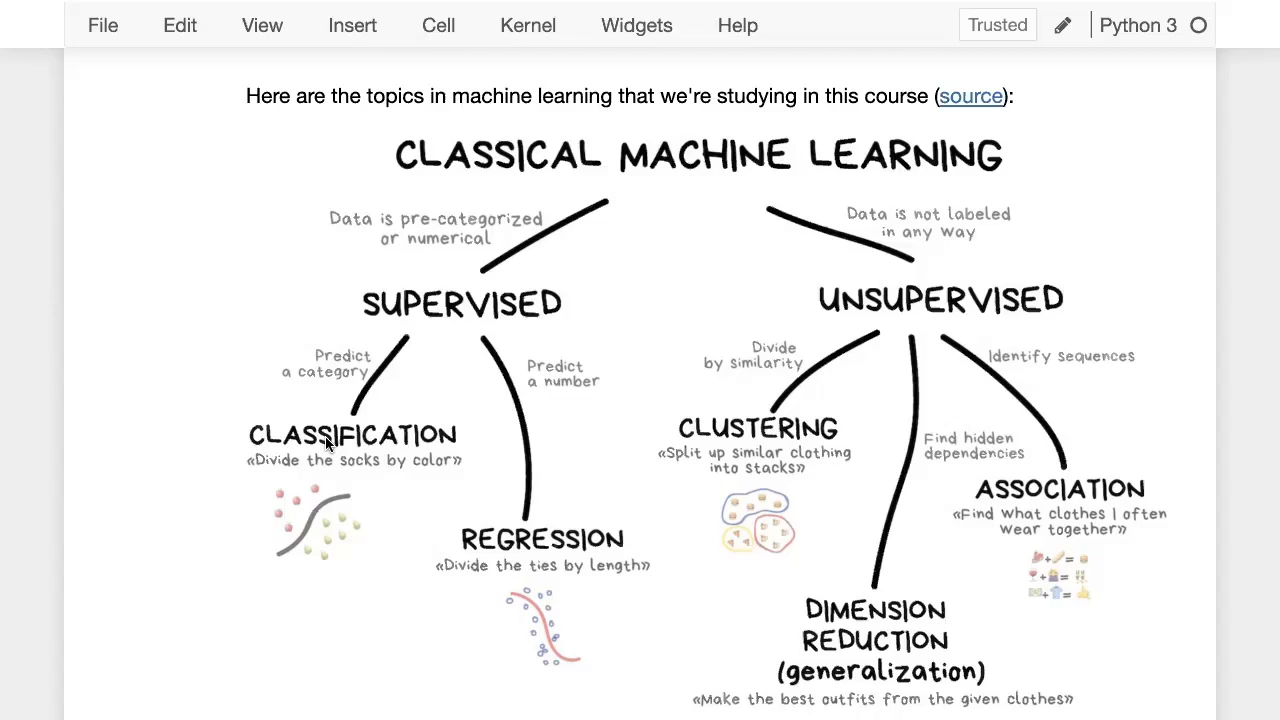 File Edit View Insert Cell Kernel Widgets Help Trusted Python 3
Here are the topics in machine learning that we're studying in this course (source):
CLASSICAL MACHINE LEARNING
Data is pre-categorized
or numerical
Data is not labeled
in any way
SUPERVISED
UNSUPERVISED
Predict
a category
Predict
a number
Divide
by similarity
Identify sequences
CLASSIFICATION
«Divide the socks by color»
CLUSTERING
«Split up similar clothing
into stacks»
Find hidden
dependencies
ASSOCIATION
«Find what clothes I often
wear together»
REGRESSION
«Divide the ties by length»
DIMENSION
REDUCTION
(generalization)
«Make the best outfits from the given clothes»